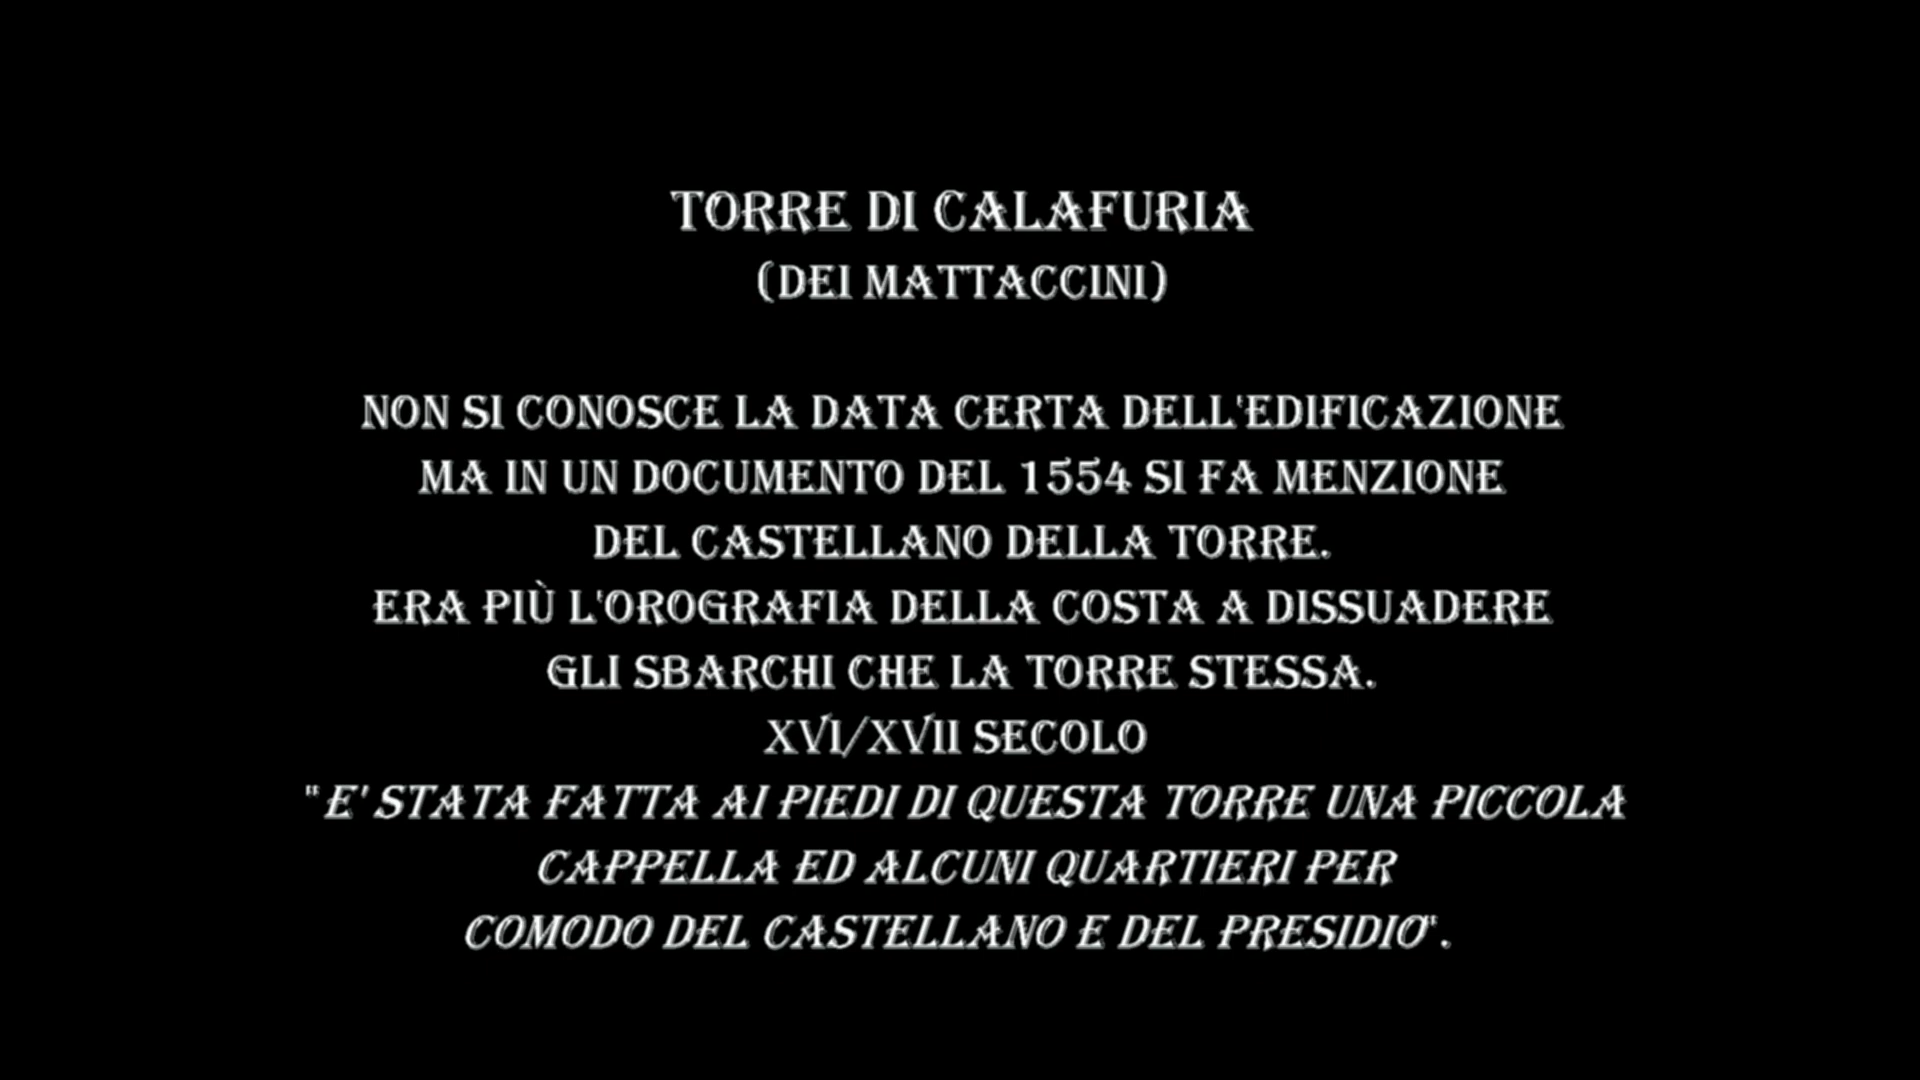 TORRE DI CALAFURIA
(DEI MATTACCINI)
NON SI CONOSCE LA DATA CERTA DELL'EDIFICAZIONE
MA IN UN DOCUMENTO DEL 1554 SI FA MENZIONE
DEL CASTELLANO DELLA TORRE.
ERA PIÙ L'OROGRAFIA DELLA COSTA A DISSUADERE
GLI SBARCHI CHE LA TORRE STESSA.
XVI/XVII SECOLO
"E' STATA FATTA AI PIEDI DI QUESTA TORRE UNA PICCOLA
CAPPELLA ED ALCUNI QUARTIERI PER
COMODO DEL CASTELLANO E DEL PRESIDIO".